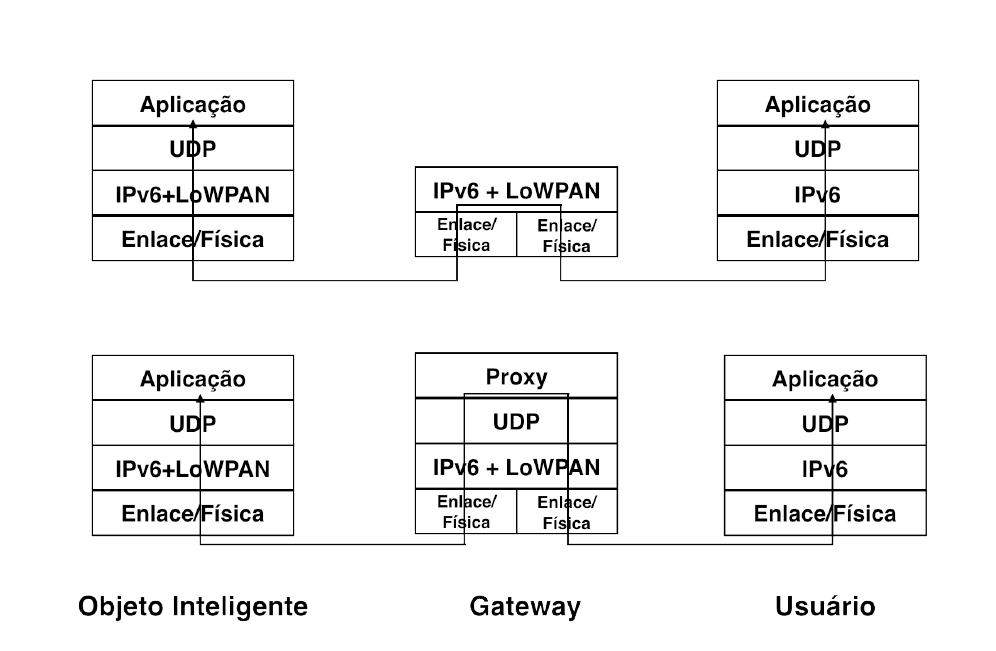 Aplicação
UDP
IPv6+LoWPAN
Enlace/Física
IPv6 + LoWPAN
Enlace/
Física
Enlace/
Física
Aplicação
UDP
IPv6
Enlace/Física
Aplicação
UDP
IPv6+LoWPAN
Enlace/Física
Proxy
UDP
IPv6 + LoWPAN
Enlace/
Física
Enlace/
Física
Aplicação
UDP
IPv6
Enlace/Física
Objeto Inteligente
Gateway
Usuário